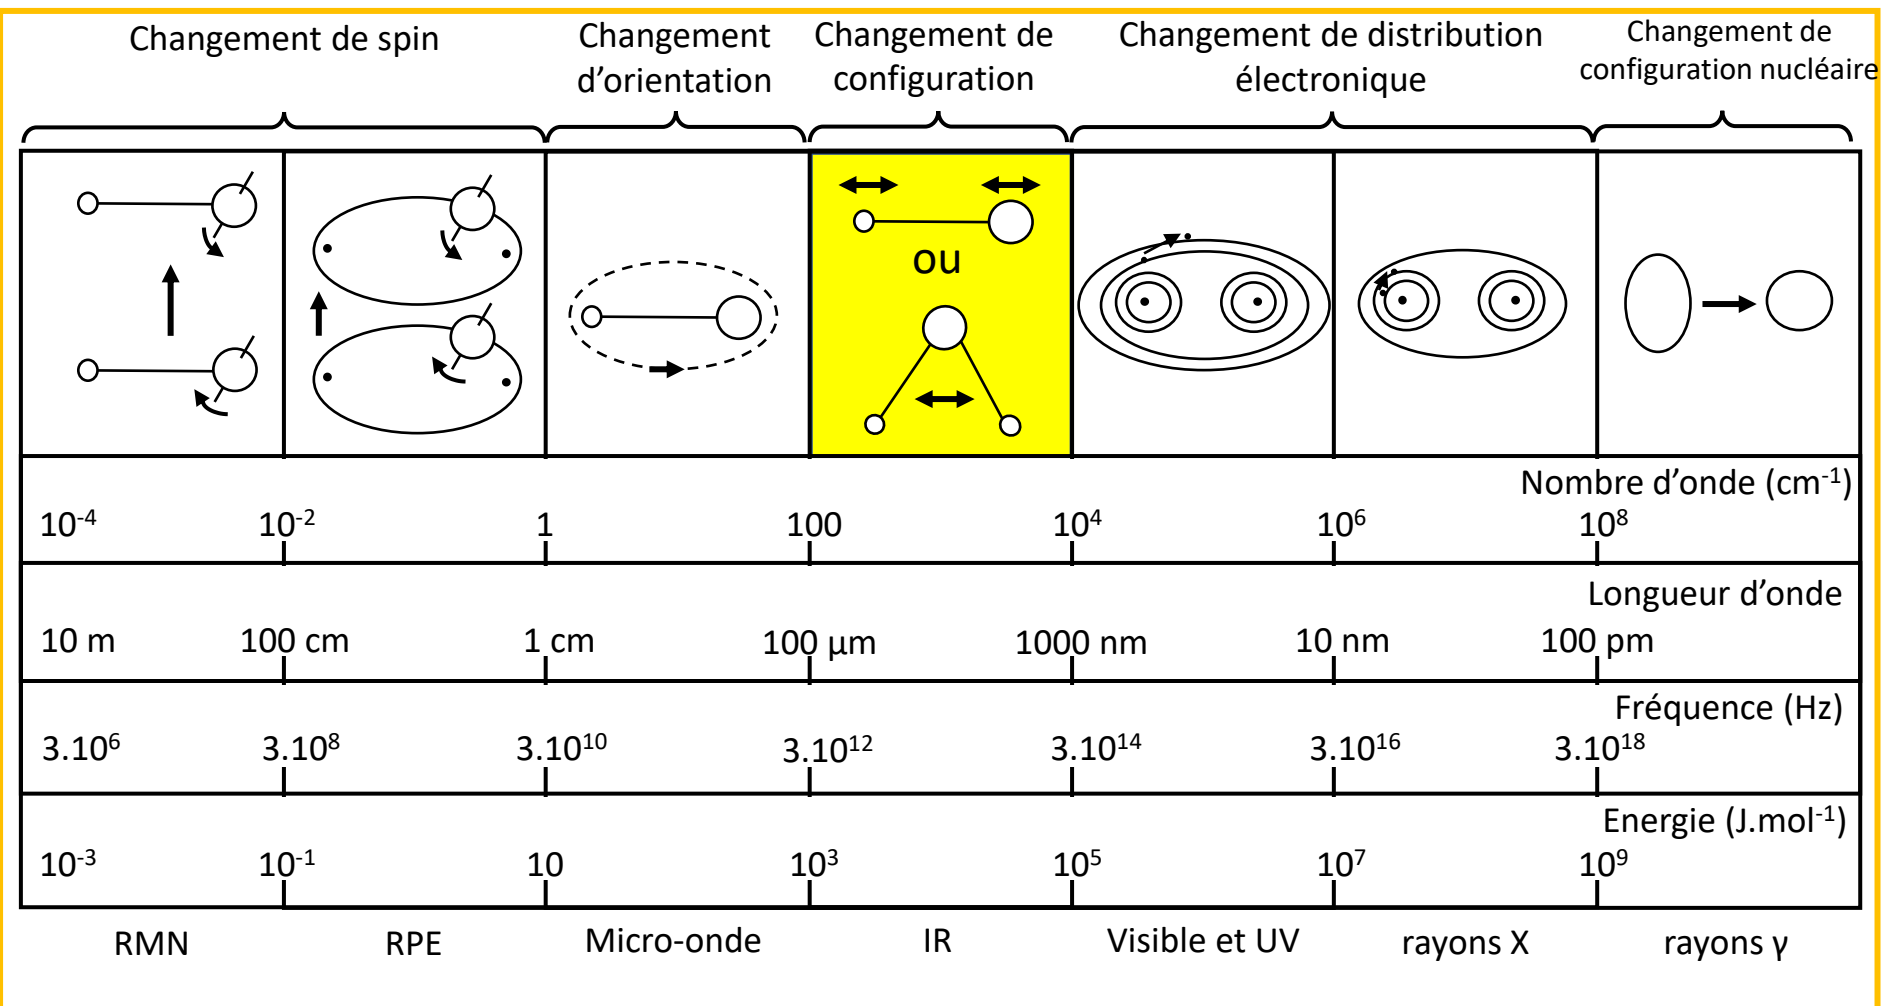 Changement de spin
Changement
d’orientation
Changement de
configuration
Changement de distribution
électronique
Changement de
configuration nucléaire
ou
Nombre d’onde (cm⁻¹)
10⁻⁴ 10⁻² 1 100 10⁴ 10⁶ 10⁸
Longueur d’onde
10 m 100 cm 1 cm 100 μm 1000 nm 10 nm 100 pm
Fréquence (Hz)
3.10⁶ 3.10⁸ 3.10¹⁰ 3.10¹² 3.10¹⁴ 3.10¹⁶ 3.10¹⁸
Energie (J.mol⁻¹)
10⁻³ 10⁻¹ 10 10³ 10⁵ 10⁷ 10⁹
RMN RPE Micro-onde IR Visible et UV rayons X rayons γ